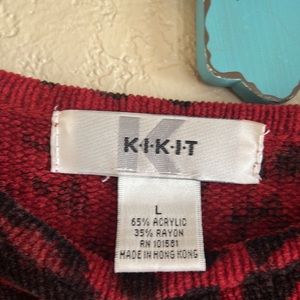 K
K·I·K·I·T
L
65% ACRYLIC
35% RAYON
RN 101581
MADE IN HONG KONG